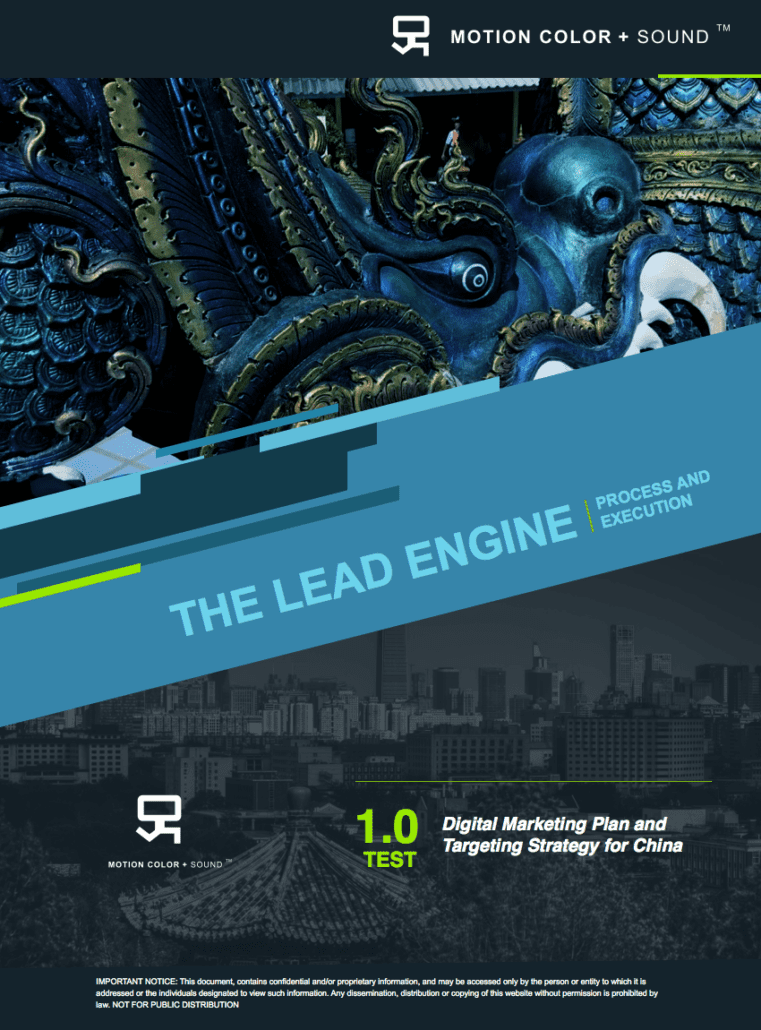 MOTION COLOR + SOUND ™
THE LEAD ENGINE
PROCESS AND
EXECUTION
MOTION COLOR + SOUND ™
1.0
TEST
Digital Marketing Plan and
Targeting Strategy for China
IMPORTANT NOTICE: This document, contains confidential and/or proprietary information, and may be accessed only by the person or entity to which it is
addressed or the individuals designated to view such information. Any dissemination, distribution or copying of this website without permission is prohibited by
law. NOT FOR PUBLIC DISTRIBUTION